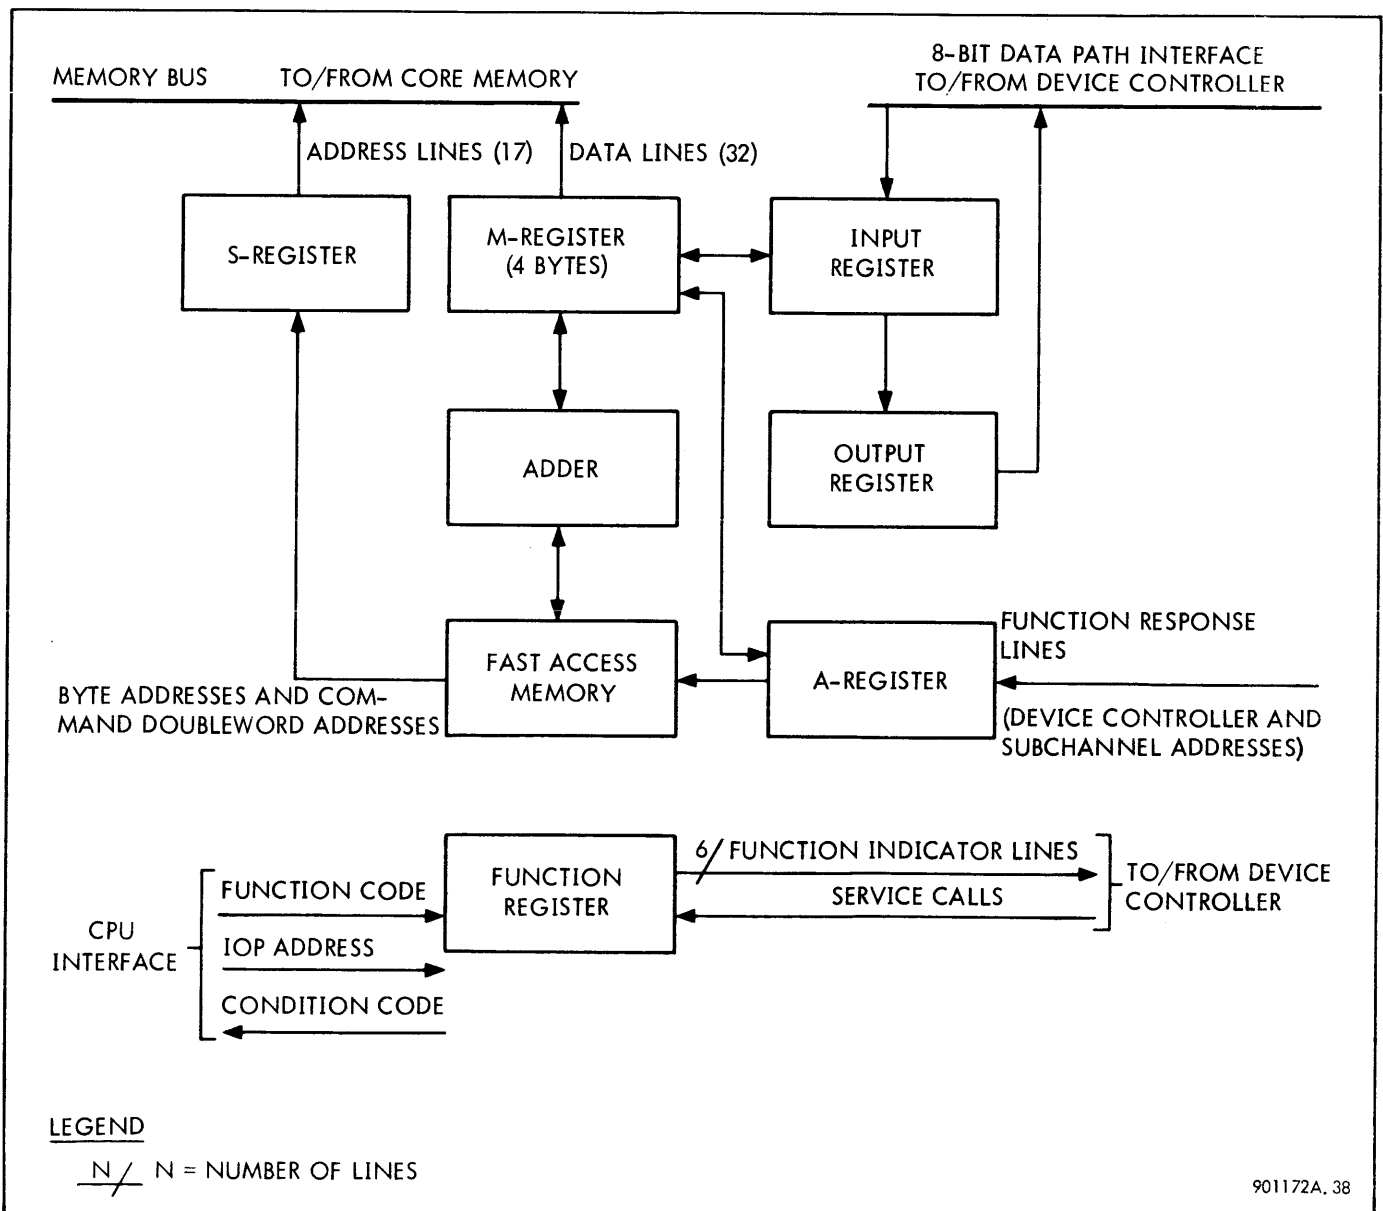 MEMORY BUS TO/FROM CORE MEMORY
8-BIT DATA PATH INTERFACE
TO/FROM DEVICE CONTROLLER
ADDRESS LINES (17)
DATA LINES (32)
S-REGISTER
M-REGISTER
(4 BYTES)
INPUT
REGISTER
ADDER
OUTPUT
REGISTER
FAST ACCESS
MEMORY
A-REGISTER
FUNCTION RESPONSE
LINES
(DEVICE CONTROLLER AND
SUBCHANNEL ADDRESSES)
BYTE ADDRESSES AND COM-
MAND DOUBLEWORD ADDRESSES
CPU
INTERFACE
FUNCTION CODE
IOP ADDRESS
CONDITION CODE
FUNCTION
REGISTER
6/ FUNCTION INDICATOR LINES
SERVICE CALLS
TO/FROM DEVICE
CONTROLLER
LEGEND
N/ N = NUMBER OF LINES
901172A. 38